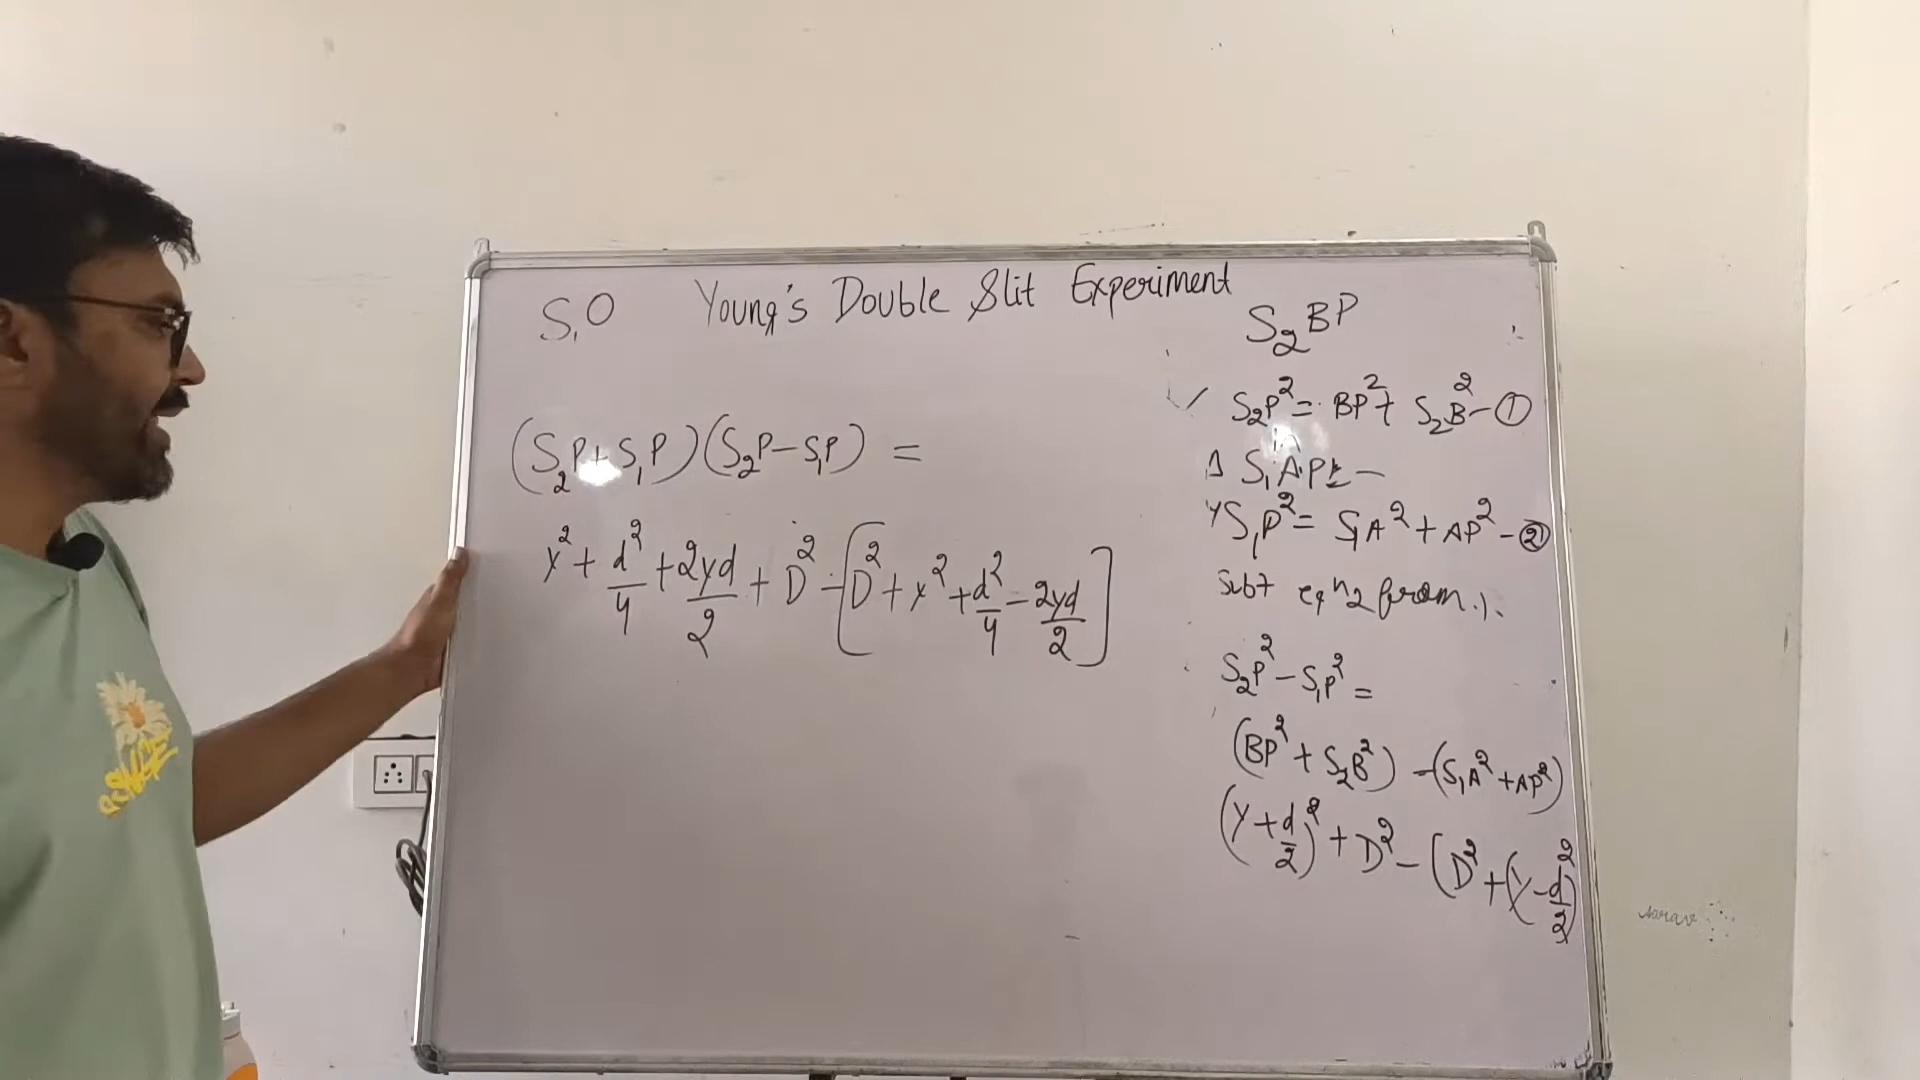 Young's Double Slit Experiment
S₁O
(S₂P + S₁P) (S₂P − S₁P) =
y² + d²/4 + 2yd/2 + D² − [D² + y² + d²/4 − 2yd/2]
S₂BP
✓ S₂P² = BP² + S₂B² − ①
Δ S₁AP
S₁P² = S₁A² + AP² − ②
Subt eqⁿ 2 from 1.
S₂P² − S₁P² =
(BP² + S₂B²) − (S₁A² + AP²)
(y + d/2)² + D² − (D² + (y − d/2)²